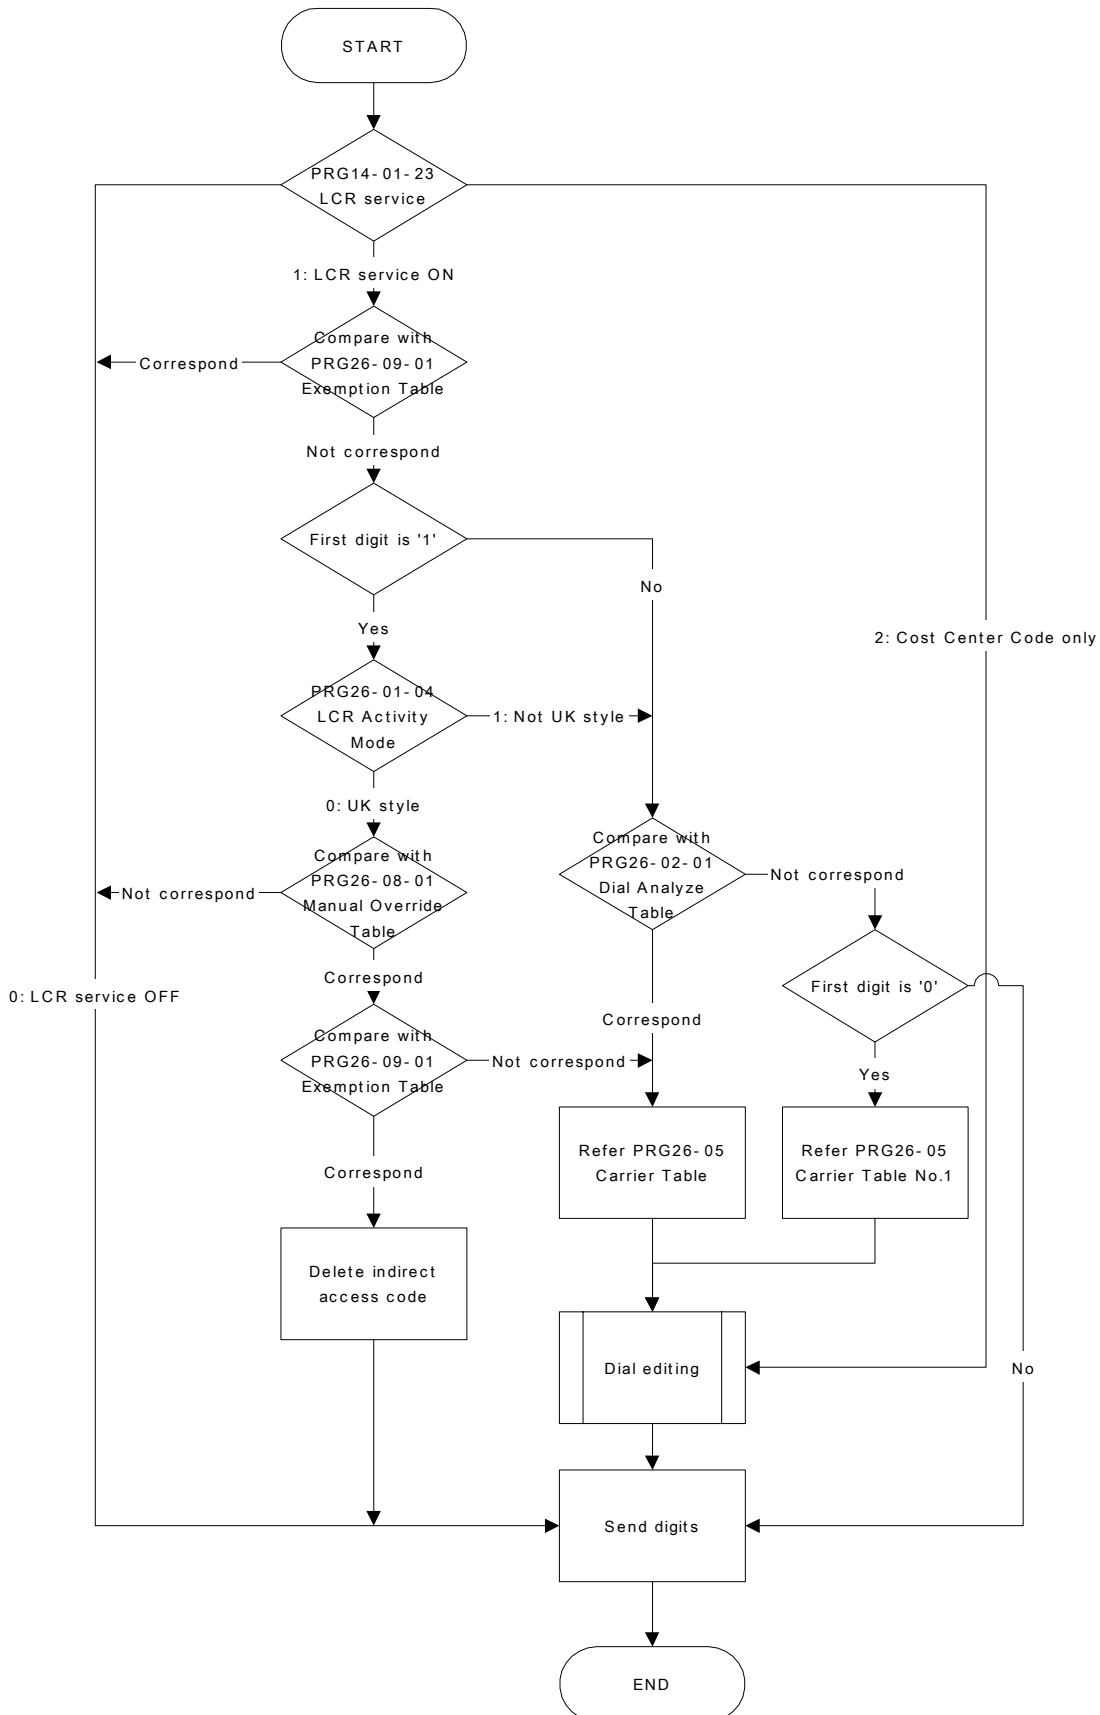 START
PRG14-01-23
LCR service
1: LCR service ON
Compare with
PRG26-09-01
Exemption Table
Correspond
Not correspond
First digit is '1'
No
Yes
2: Cost Center Code only
PRG26-01-04
LCR Activity
Mode
1: Not UK style
0: UK style
Compare with
PRG26-08-01
Manual Override
Table
Not correspond
Compare with
PRG26-02-01
Dial Analyze
Table
Not correspond
Correspond
0: LCR service OFF
First digit is '0'
Correspond
Compare with
PRG26-09-01
Exemption Table
Not correspond
Yes
Refer PRG26-05
Carrier Table
Refer PRG26-05
Carrier Table No.1
Correspond
Delete indirect
access code
Dial editing
No
Send digits
END